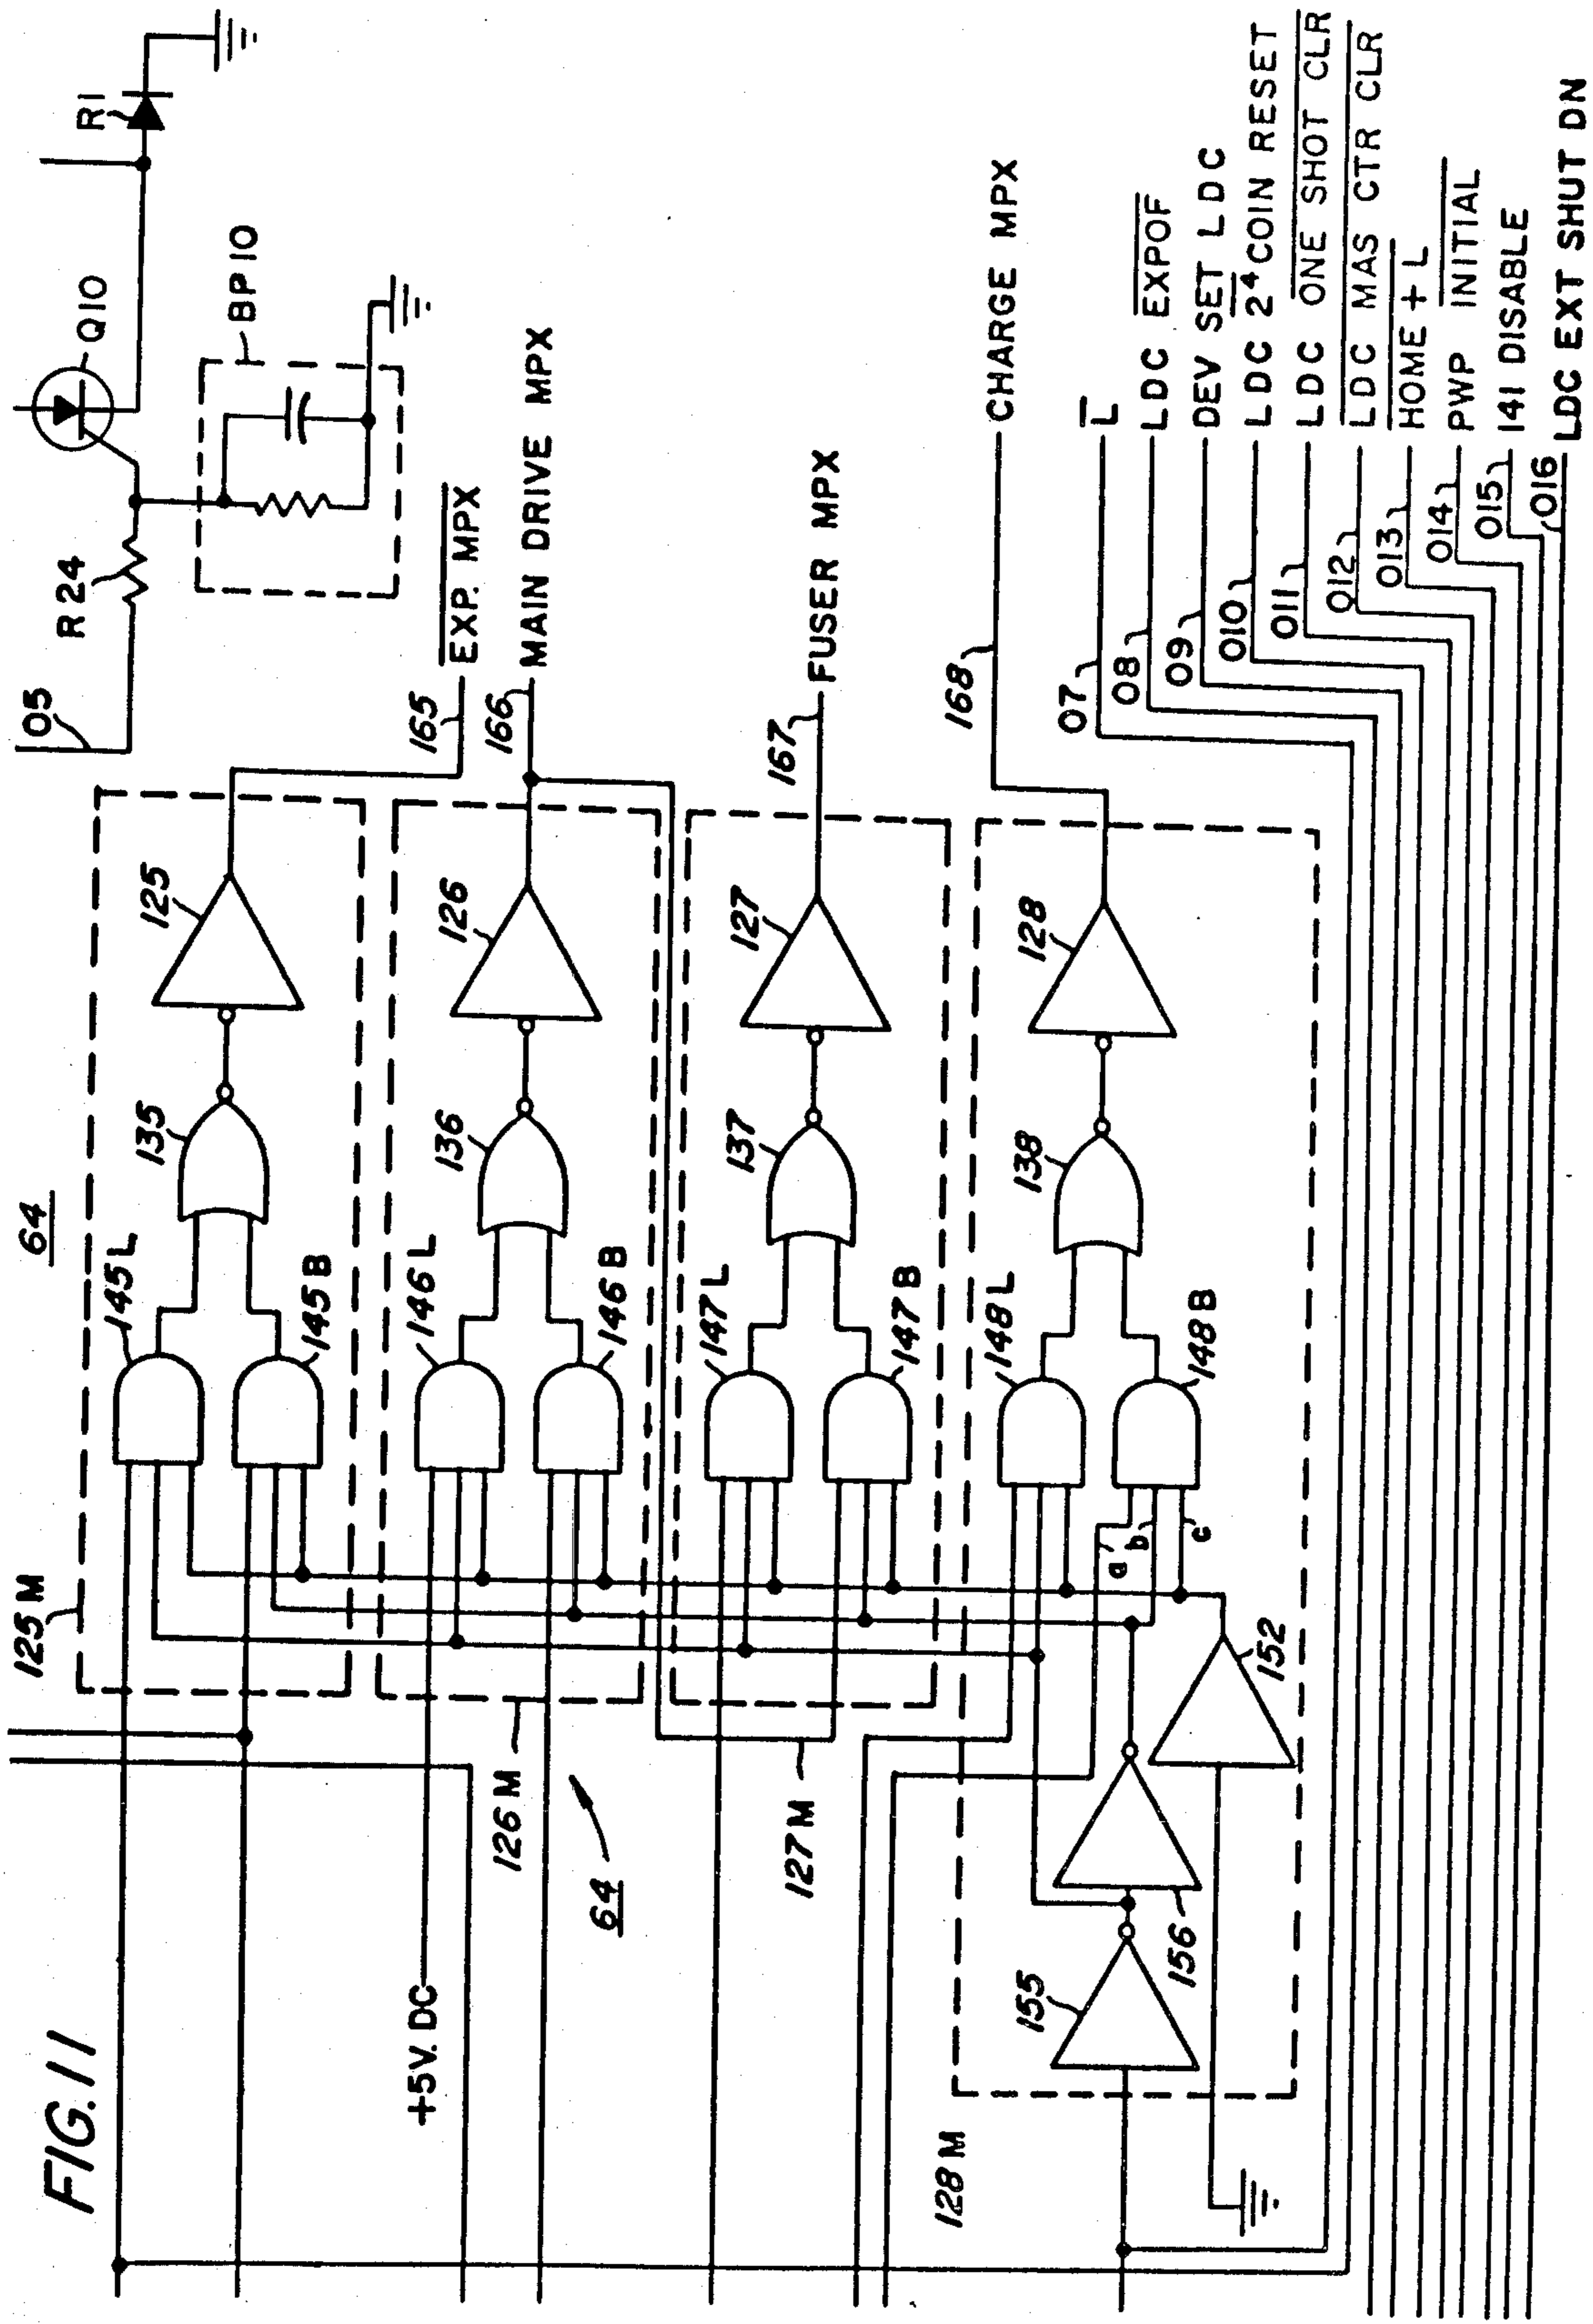 FIG. 11
64
05
R24
Q10
R1
BP10
125M
145L
145B
135
125
165
EXP. MPX
+5V. DC
126M
146L
146B
136
126
166
MAIN DRIVE MPX
64
127M
147L
147B
137
127
167
FUSER MPX
128M
155
156
152
a
b
c
148L
148B
138
128
168
CHARGE MPX
07
L
08
LDC EXPOF
09
DEV SET LDC
010
LDC 2⁴ COIN RESET
011
LDC ONE SHOT CLR
012
LDC MAS CTR CLR
013
HOME + L
014
PWP INITIAL
015
141 DISABLE
016
LDC EXT SHUT DN